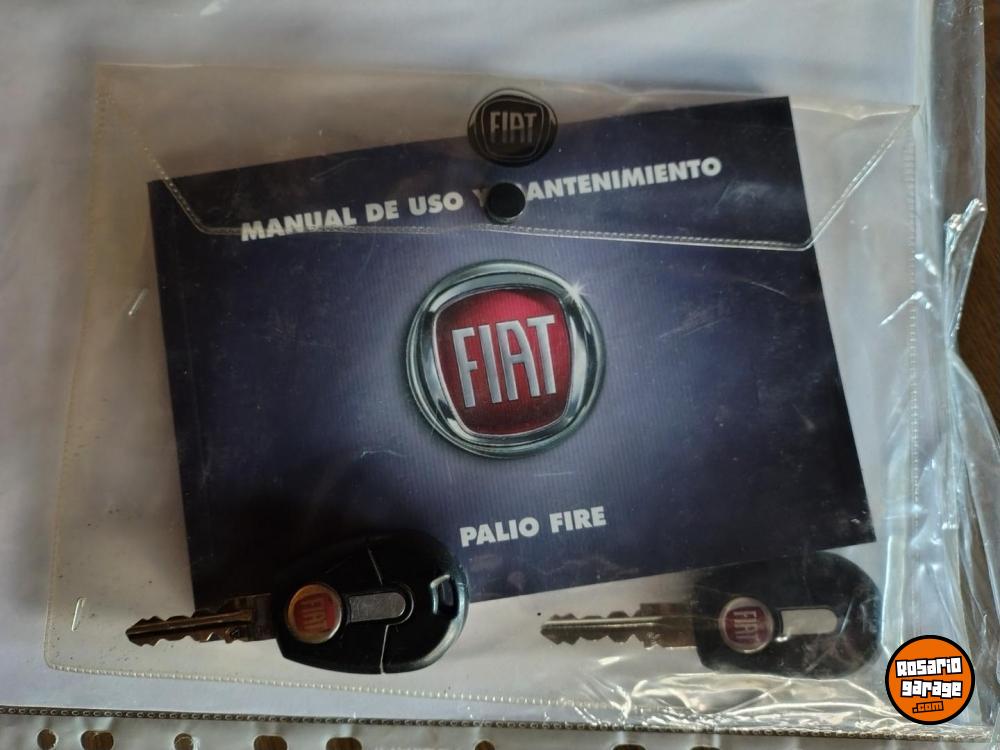 FIAT
MANUAL DE USO Y MANTENIMIENTO
FIAT
PALIO FIRE
FIAT
FIAT
Rosario
garage
.com